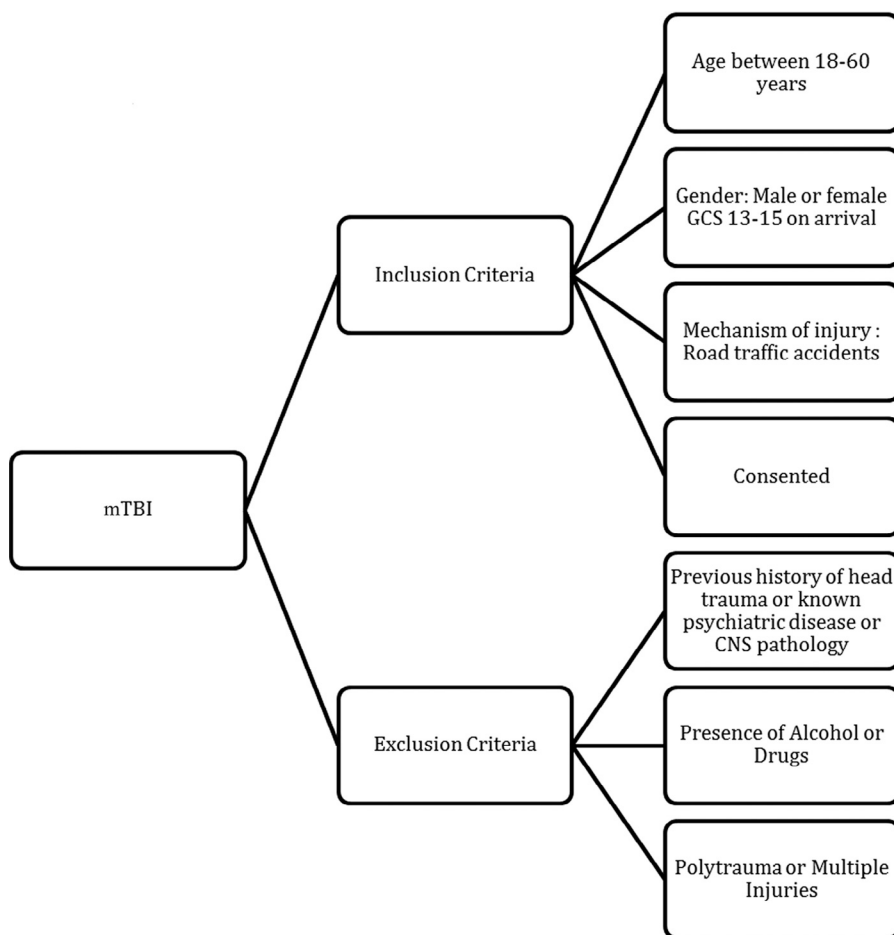 mTBI
Inclusion Criteria
Age between 18-60
years
Gender: Male or female
GCS 13-15 on arrival
Mechanism of injury :
Road traffic accidents
Consented
Exclusion Criteria
Previous history of head
trauma or known
psychiatric disease or
CNS pathology
Presence of Alcohol or
Drugs
Polytrauma or Multiple
Injuries